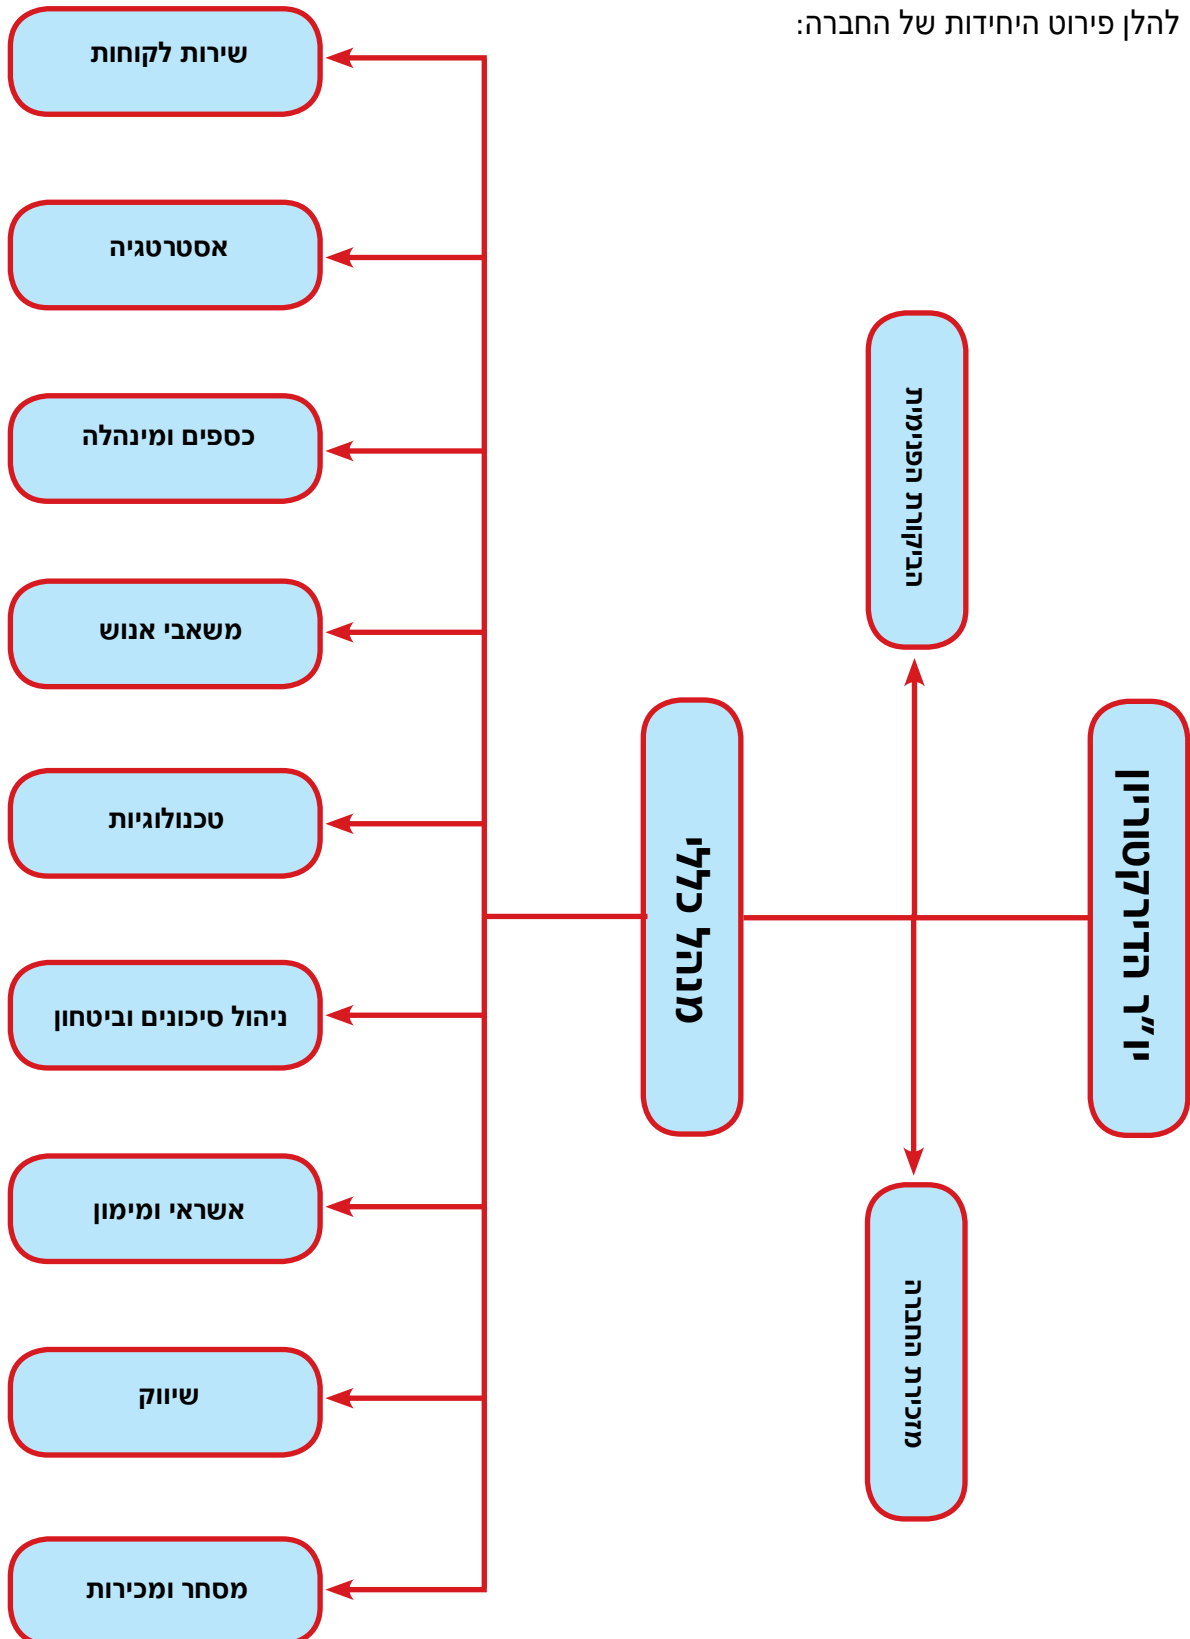 להלן פירוט היחידות של החברה:
יו"ר הדירקטוריון
הביקורת הפנימית
מזכירת החברה
מנהל כללי
שירות לקוחות
אסטרטגיה
כספים ומינהלה
משאבי אנוש
טכנולוגיות
ניהול סיכונים וביטחון
אשראי ומימון
שיווק
מסחר ומכירות